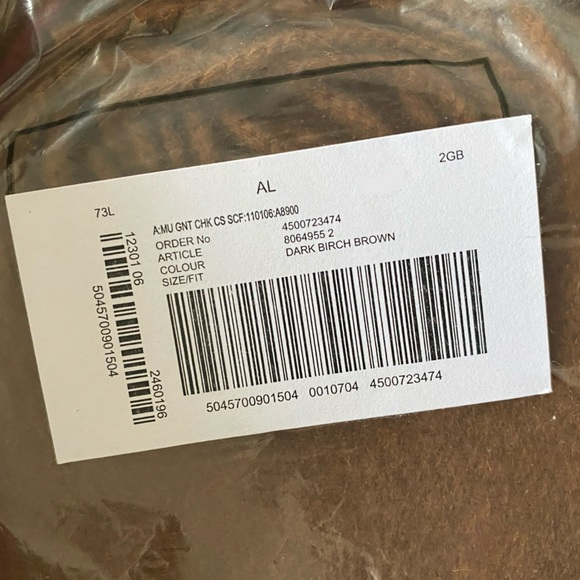 AL
2GB
73L
A:MU GNT CHK CS SCF:110106:A8900
ORDER No 4500723474
ARTICLE 8064955 2
COLOUR DARK BIRCH BROWN
SIZE/FIT
12301 06
5045700901504
2460196
5045700901504 0010704 4500723474